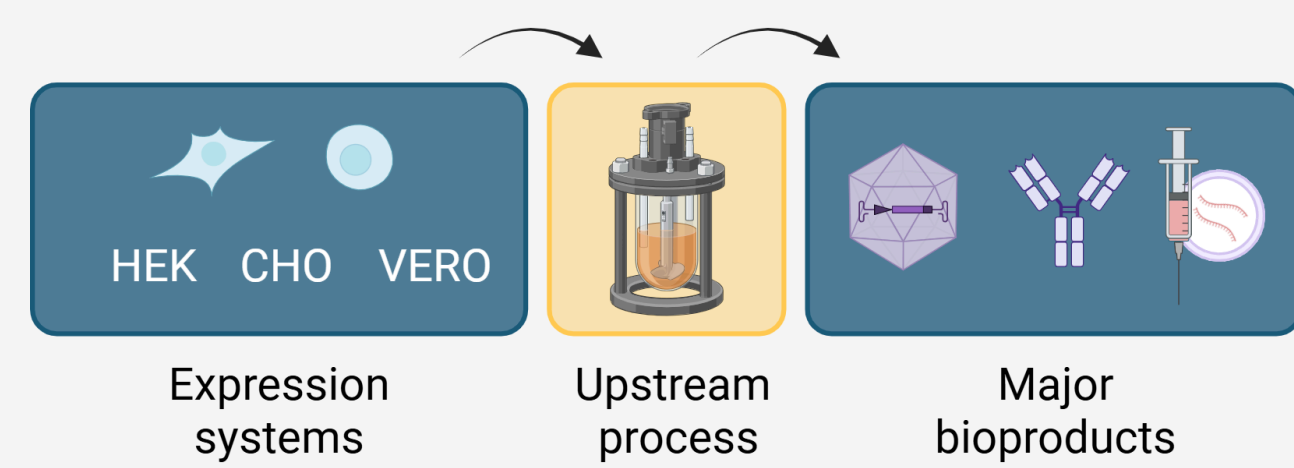 HEK CHO VERO
Expression
systems
Upstream
process
Major
bioproducts